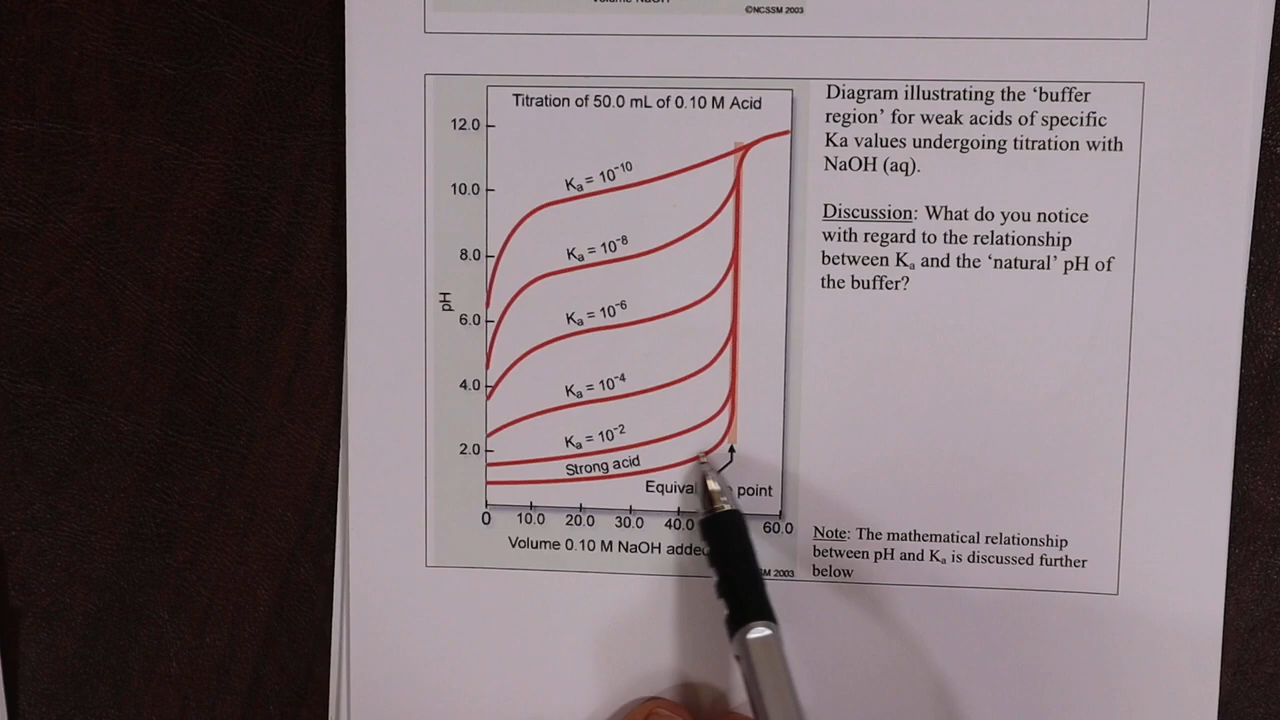 ©NCSSM 2003
Titration of 50.0 mL of 0.10 M Acid
12.0
10.0
8.0
6.0
4.0
2.0
pH
Ka = 10-10
Ka = 10-8
Ka = 10-6
Ka = 10-4
Ka = 10-2
Strong acid
point
0 10.0 20.0 30.0 40.0 60.0
Volume 0.10 M NaOH added
2003
Diagram illustrating the ‘buffer
region’ for weak acids of specific
Ka values undergoing titration with
NaOH (aq).
Discussion: What do you notice
with regard to the relationship
between Ka and the ‘natural’ pH of
the buffer?
Note: The mathematical relationship
between pH and Ka is discussed further
below